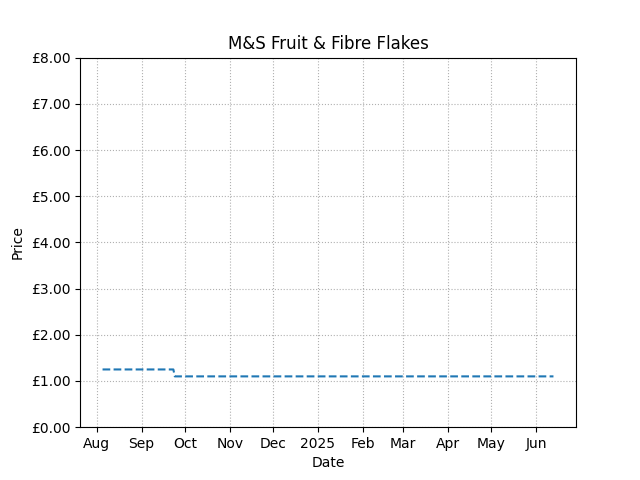 M&S Fruit & Fibre Flakes
£8.00
£7.00
£6.00
£5.00
£4.00
£3.00
£2.00
£1.00
£0.00
Price
Aug Sep Oct Nov Dec 2025 Feb Mar Apr May Jun
Date